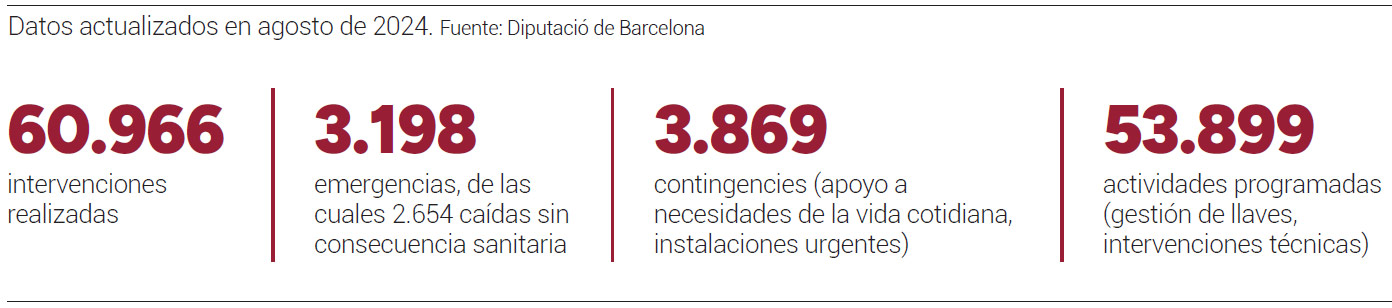 Datos actualizados en agosto de 2024. Fuente: Diputació de Barcelona
60.966
intervenciones
realizadas
3.198
emergencias, de las
cuales 2.654 caídas sin
consecuencia sanitaria
3.869
contingencies (apoyo a
necesidades de la vida cotidiana,
instalaciones urgentes)
53.899
actividades programadas
(gestión de llaves,
intervenciones técnicas)